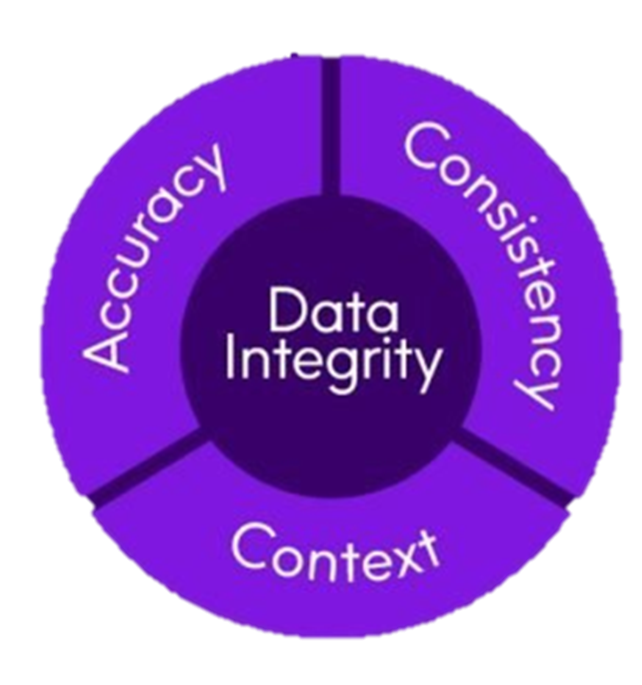 Accuracy
Consistency
Data
Integrity
Context